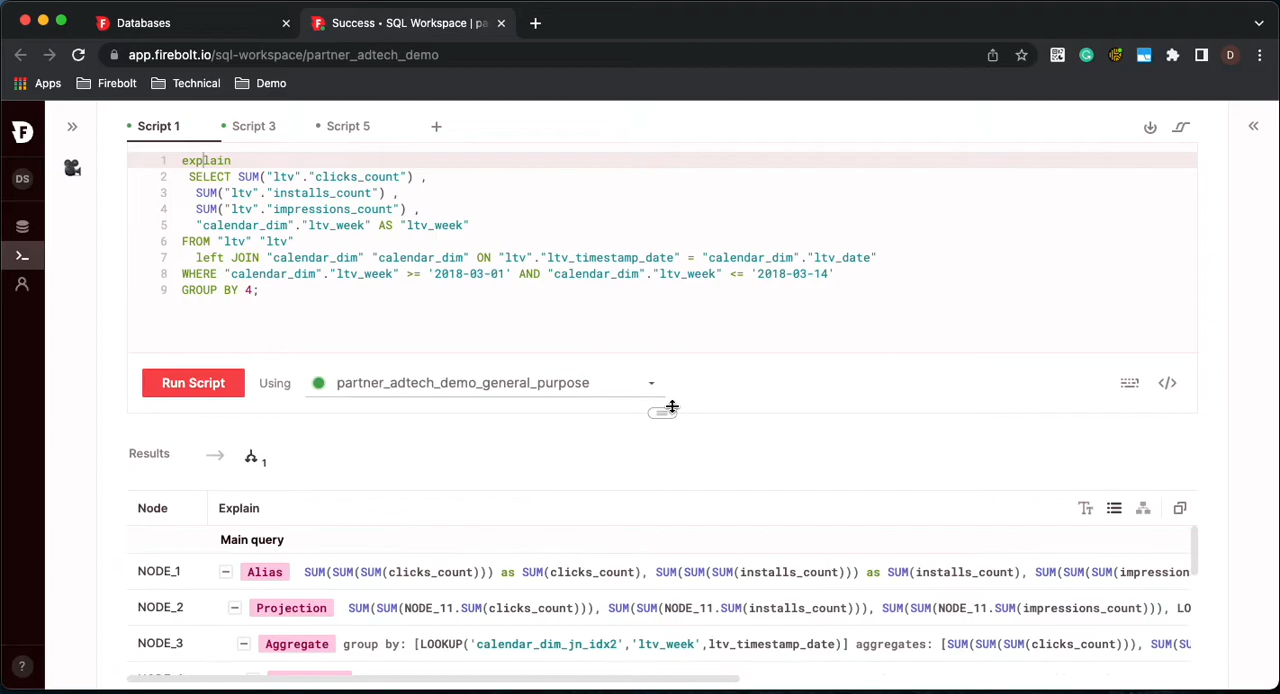 Databases
Success • SQL Workspace | pa
app.firebolt.io/sql-workspace/partner_adtech_demo
D
Apps Firebolt Technical Demo
Script 1 Script 3 Script 5
DS
1 explain
2 SELECT SUM("ltv"."clicks_count") ,
3 SUM("ltv"."installs_count") ,
4 SUM("ltv"."impressions_count") ,
5 "calendar_dim"."ltv_week" AS "ltv_week"
6 FROM "ltv" "ltv"
7 left JOIN "calendar_dim" "calendar_dim" ON "ltv"."ltv_timestamp_date" = "calendar_dim"."ltv_date"
8 WHERE "calendar_dim"."ltv_week" >= '2018-03-01' AND "calendar_dim"."ltv_week" <= '2018-03-14'
9 GROUP BY 4;
Run Script Using partner_adtech_demo_general_purpose
Results 1
Node Explain
Main query
NODE_1 Alias SUM(SUM(SUM(clicks_count))) as SUM(clicks_count), SUM(SUM(SUM(installs_count))) as SUM(installs_count), SUM(SUM(SUM(impression
NODE_2 Projection SUM(SUM(NODE_11.SUM(clicks_count))), SUM(SUM(NODE_11.SUM(installs_count))), SUM(SUM(NODE_11.SUM(impressions_count))), LO
NODE_3 Aggregate group by: [LOOKUP('calendar_dim_jn_idx2','ltv_week',ltv_timestamp_date)] aggregates: [SUM(SUM(SUM(clicks_count))), SUM(SU